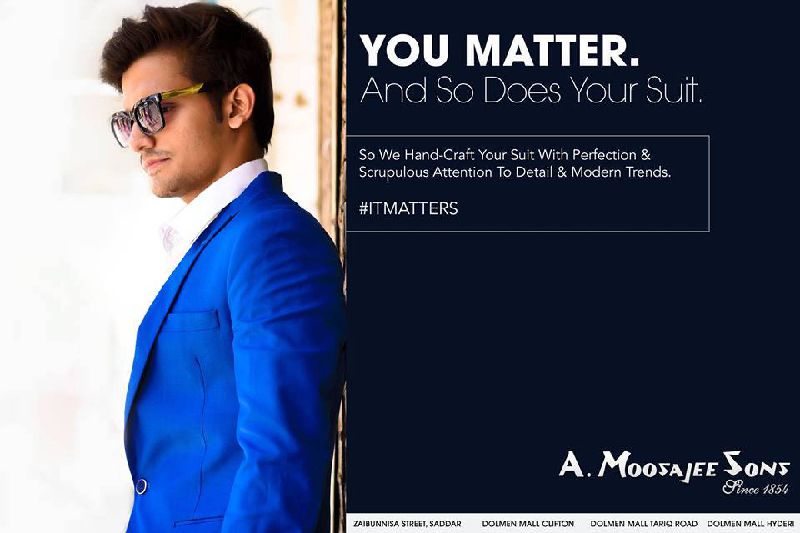 YOU MATTER.
And So Does Your Suit.
So We Hand-Craft Your Suit With Perfection &
Scrupulous Attention To Detail & Modern Trends.
#ITMATTERS
A. Moosajee Sons
Since 1854
ZAIBUNNISA STREET, SADDAR DOLMEN MALL CLIFTON DOLMEN MALL TARIQ ROAD DOLMEN MALL HYDERI